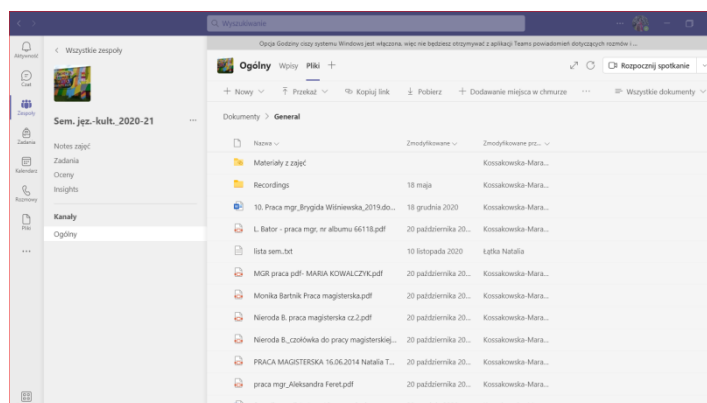 Wyszukiwanie
Opcja Godziny ciszy systemu Windows jest włączona, więc nie będziesz otrzymywać z aplikacji Teams powiadomień dotyczących rozmów i ...
Aktywność
Czat
Zespoły
Zadania
Kalendarz
Rozmowy
Pliki
Wszystkie zespoły
Sem. jęz.-kult._2020-21
Notes zajęć
Zadania
Oceny
Insights
Kanały
Ogólny
Ogólny Wpisy Pliki
Rozpocznij spotkanie
Nowy Przekaż Kopiuj link Pobierz Dodawanie miejsca w chmurze Wszystkie dokumenty
Dokumenty > General
Nazwa Zmodyfikowane Zmodyfikowane prz...
Materiały z zajęć Kossakowska-Mara...
Recordings 18 maja Kossakowska-Mara...
10. Praca mgr_Brygida Wiśniewska_2019.do... 18 grudnia 2020 Kossakowska-Mara...
L. Bator - praca mgr, nr albumu 66118.pdf 20 października 20... Kossakowska-Mara...
lista sem..txt 10 listopada 2020 Łątka Natalia
MGR praca pdf- MARIA KOWALCZYK.pdf 20 października 20... Kossakowska-Mara...
Monika Bartnik Praca magisterska.pdf 20 października 20... Kossakowska-Mara...
Nieroda B. praca magisterska cz.2.pdf 20 października 20... Kossakowska-Mara...
Nieroda B._czołówka do pracy magisterskiej... 20 października 20... Kossakowska-Mara...
PRACA MAGISTERSKA 16.06.2014 Natalia T... 20 października 20... Kossakowska-Mara...
praca mgr_Aleksandra Feret.pdf 20 października 20... Kossakowska-Mara...